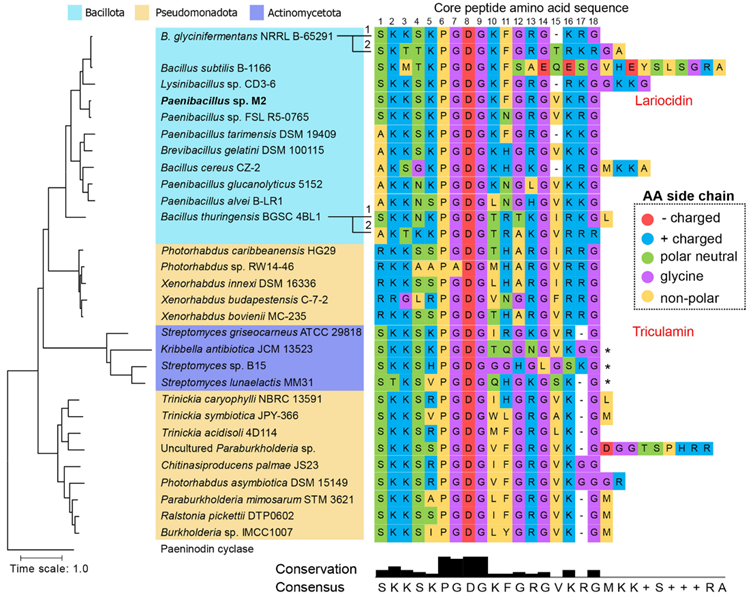 Bacillota Pseudomonadota Actinomycetota
Core peptide amino acid sequence
1 2 3 4 5 6 7 8 9 10 11 12 13 14 15 16 17 18
B. glycinifermentans NRRL B-65291 1 S K K S K P G D G K F G R G - K R G
2 S K T T K P G D G K F G R G T R K R G A
Bacillus subtilis B-1166 S K M T K P G D G K F S A E Q E S G V H E Y S L S G R A
Lysinibacillus sp. CD3-6 S K K S K P G D G K F G R G - R K G G K K G
Paenibacillus sp. M2 S K K S K P G D G K F G R G V K R G Lariocidin
Paenibacillus sp. FSL R5-0765 S K K S K P G D G K N G R G V K R G
Paenibacillus tarimensis DSM 19409 A K K S K P G D G K F G R G - K K G
Brevibacillus gelatini DSM 100115 A K K S K P G D G K H G R G V K K G
Bacillus cereus CZ-2 A K S G K P G D G K H G R G - K R G M K K A
Paenibacillus glucanolyticus 5152 A K K N K P G D G K N G L G V K K G
Paenibacillus alvei B-LR1 A K K N S P G D G L N G H G V K K G
Bacillus thuringensis BGSC 4BL1 1 S K K N K P G D G T R T K G I R K G L
2 A K T K K P G D G T R A K G V R R R
Photorhabdus caribbeanensis HG29 R K K S S P G D G T H A R G I R R G
Photorhabdus sp. RW14-46 R K K A A P A D G M H A R G V R R G
Xenorhabdus innexi DSM 16336 R K K S S P G D G L H A R G I R R G
Xenorhabdus budapestensis C-7-2 R R G L R P G D G V N G R G F R R G
Xenorhabdus bovienii MC-235 R K K S S P G D G T H A R G V R R G
Streptomyces griseocarneus ATCC 29818 S K K S K P G D G I R G K G V R - G Triculamin
Kribbella antibiotica JCM 13523 S K K S K P G D G T Q G N G V K G G *
Streptomyces sp. B15 S K K S H P G D G G G H G L G S K G *
Streptomyces lunaelactis MM31 S T K S V P G D G Q H G K G S K - G *
Trinickia caryophylli NBRC 13591 S K K S R P G D G I H G R G V K - G L
Trinickia symbiotica JPY-366 S K K S V P G D G W L G R G A K - G M
Trinickia acidisoli 4D114 S K K S R P G D G M F G R G L K - G
Uncultured Paraburkholderia sp. S K K S R P G D G L F G R G V K - G D G G T S P H R R
Chitinasiproducens palmae JS23 S K K S R P G D G I F G R G V K G G
Photorhabdus asymbiotica DSM 15149 S K K S R P G D G M F G R G V K G G G R
Paraburkholderia mimosarum STM 3621 S K K S A P G D G L F G R G V K - G M
Ralstonia pickettii DTP0602 S K K S S P G D G I F G R G V K - G M
Burkholderia sp. IMCC1007 S K K S I P G D G L Y G R G V K - G M
Paeninodin cyclase
Time scale: 1.0
Conservation
Consensus S K K S K P G D G K F G R G V K R G M K K + S + + + R A
AA side chain
- charged
+ charged
polar neutral
glycine
non-polar